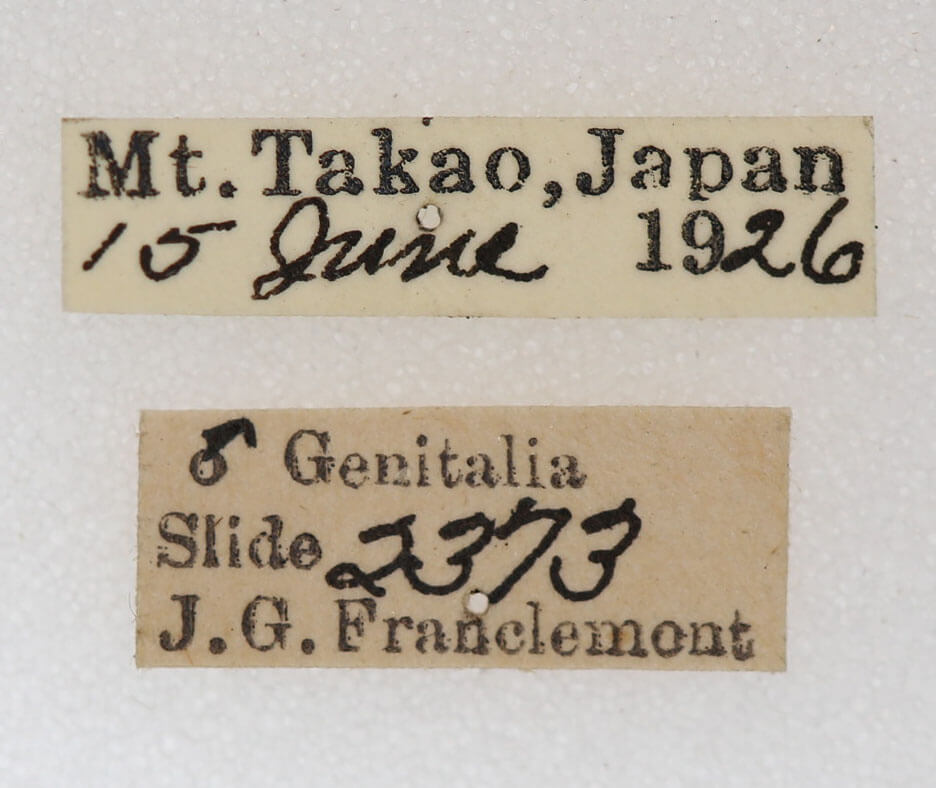 Mt. Takao, Japan
15 June 1926
♂ Genitalia
Slide 2373
J. G. Franclemont